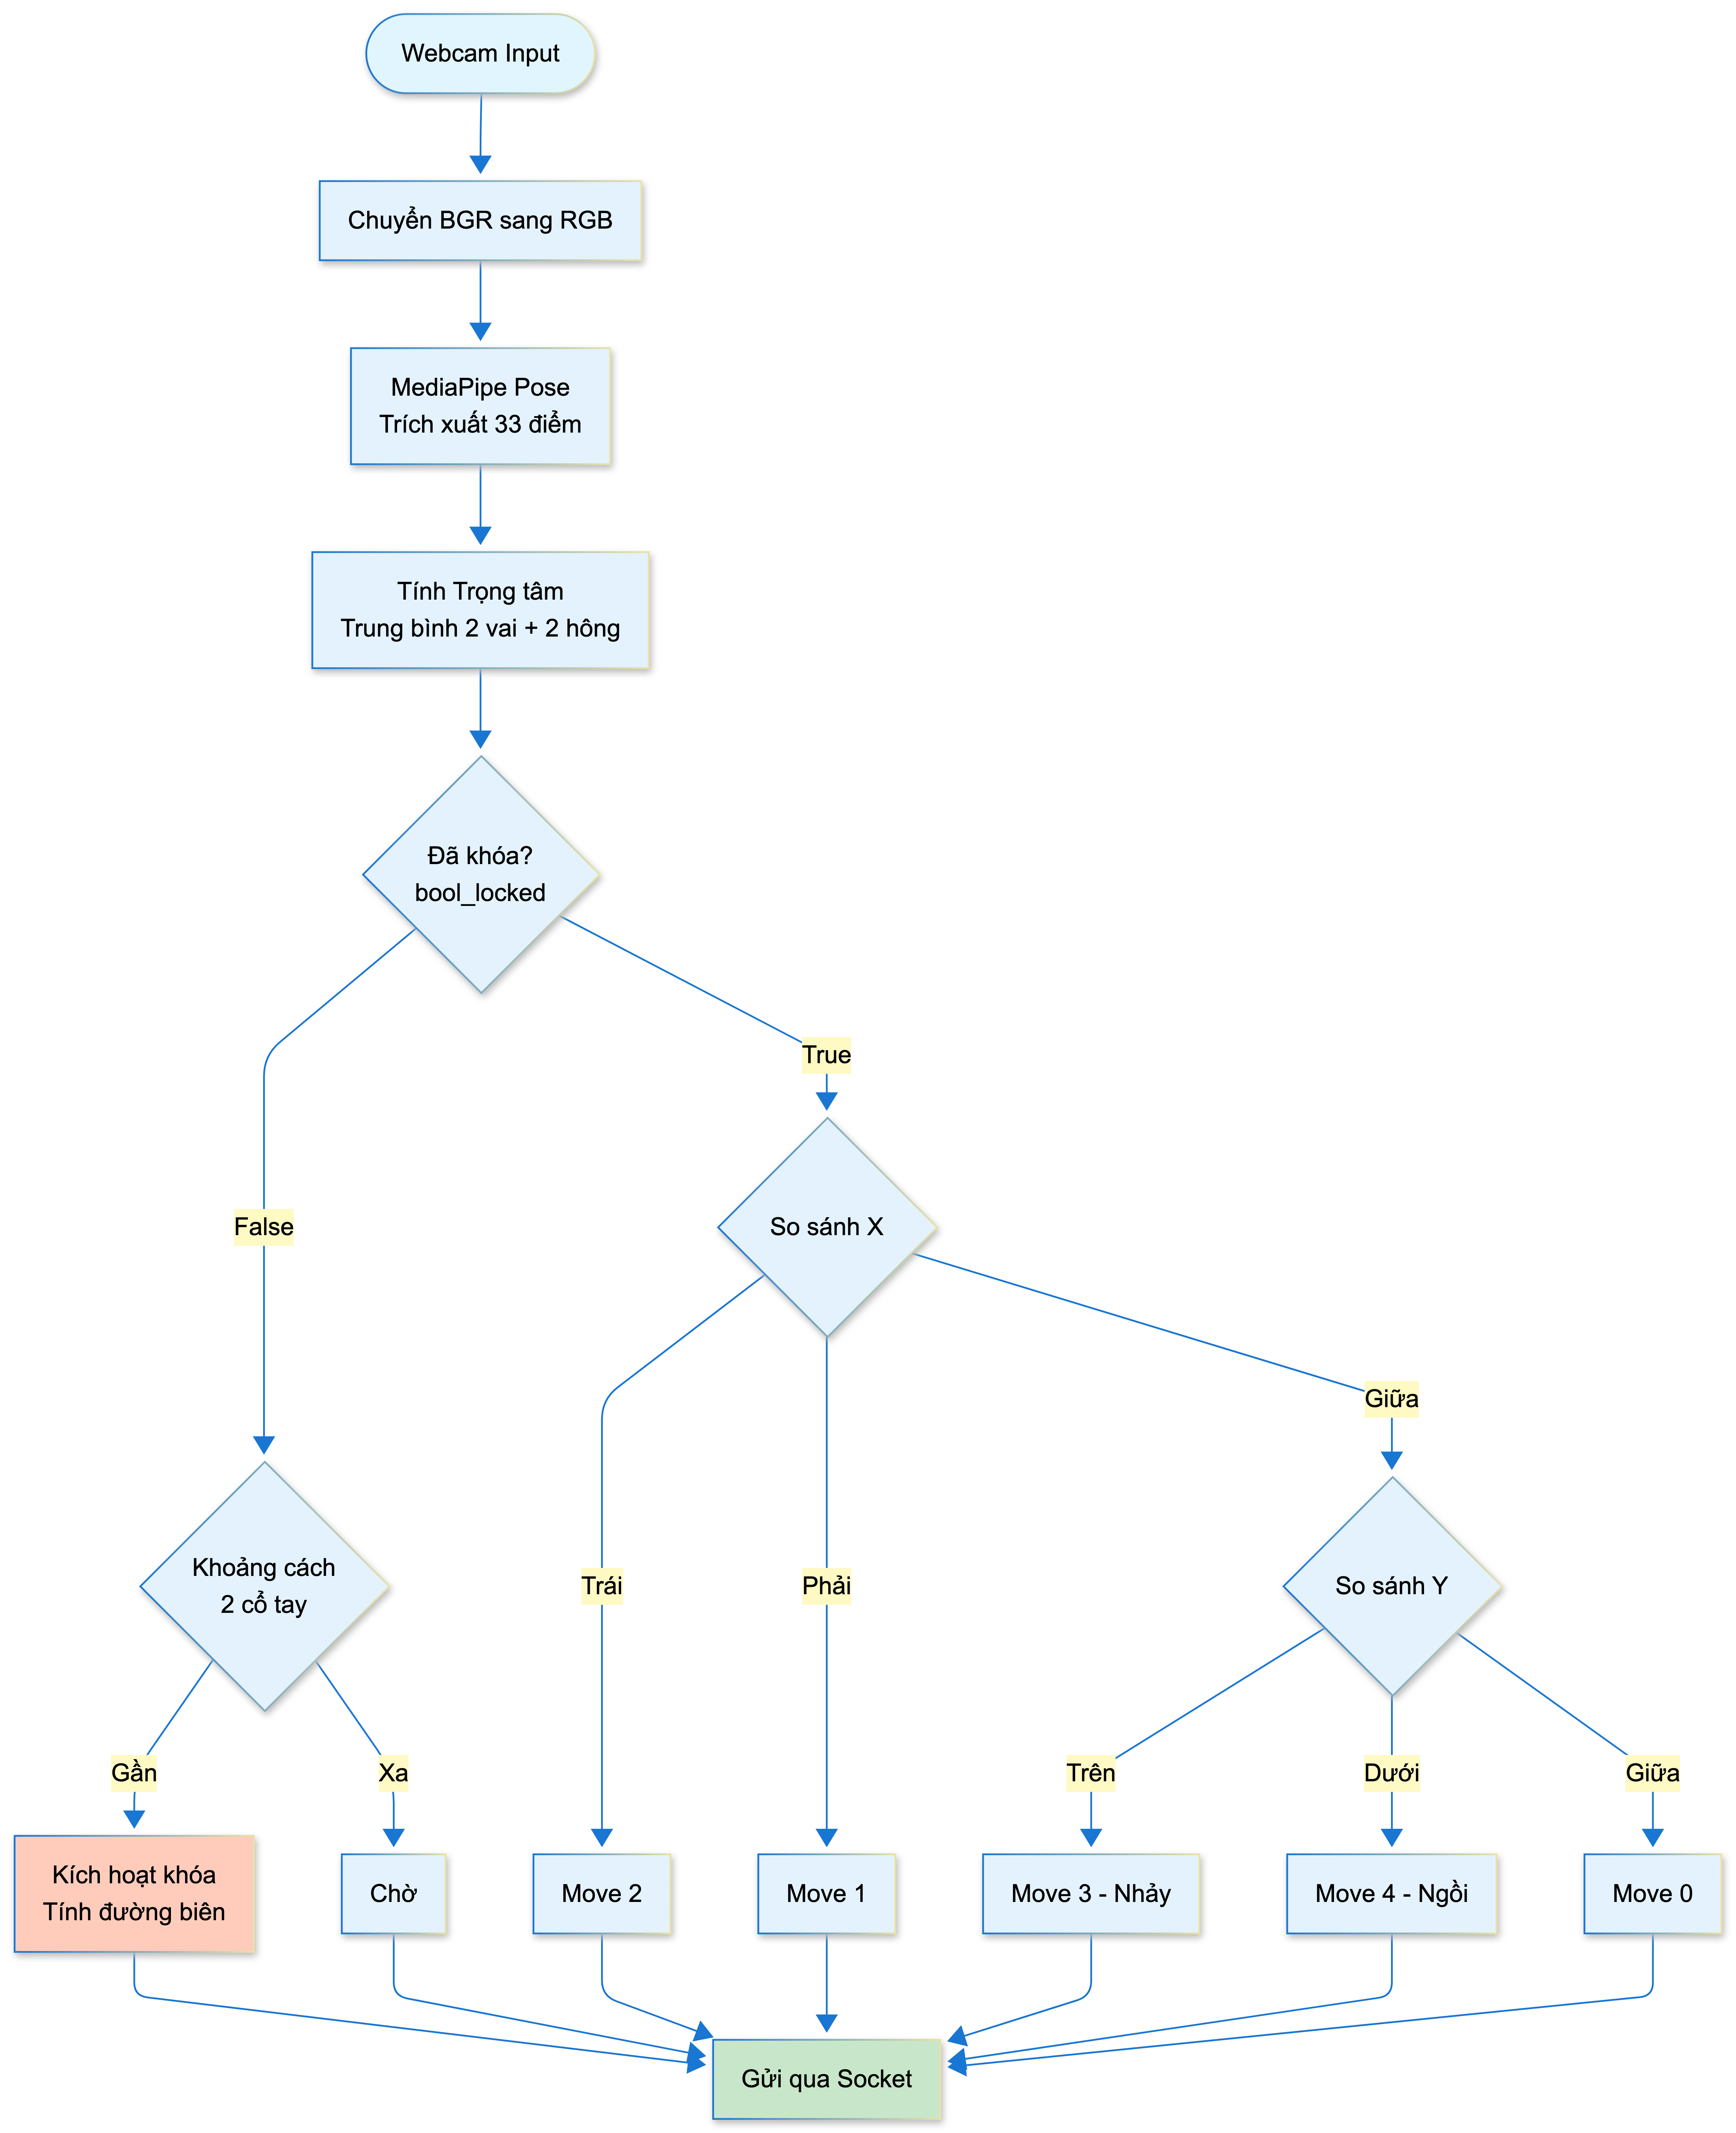 Webcam Input
Chuyển BGR sang RGB
MediaPipe Pose
Trích xuất 33 điểm
Tính Trọng tâm
Trung bình 2 vai + 2 hông
Đã khóa?
bool_locked
True
False
So sánh X
Giữa
Khoảng cách
2 cổ tay
Trái
Phải
So sánh Y
Gần
Xa
Trên
Dưới
Giữa
Kích hoạt khóa
Tính đường biên
Chờ
Move 2
Move 1
Move 3 - Nhảy
Move 4 - Ngồi
Move 0
Gửi qua Socket